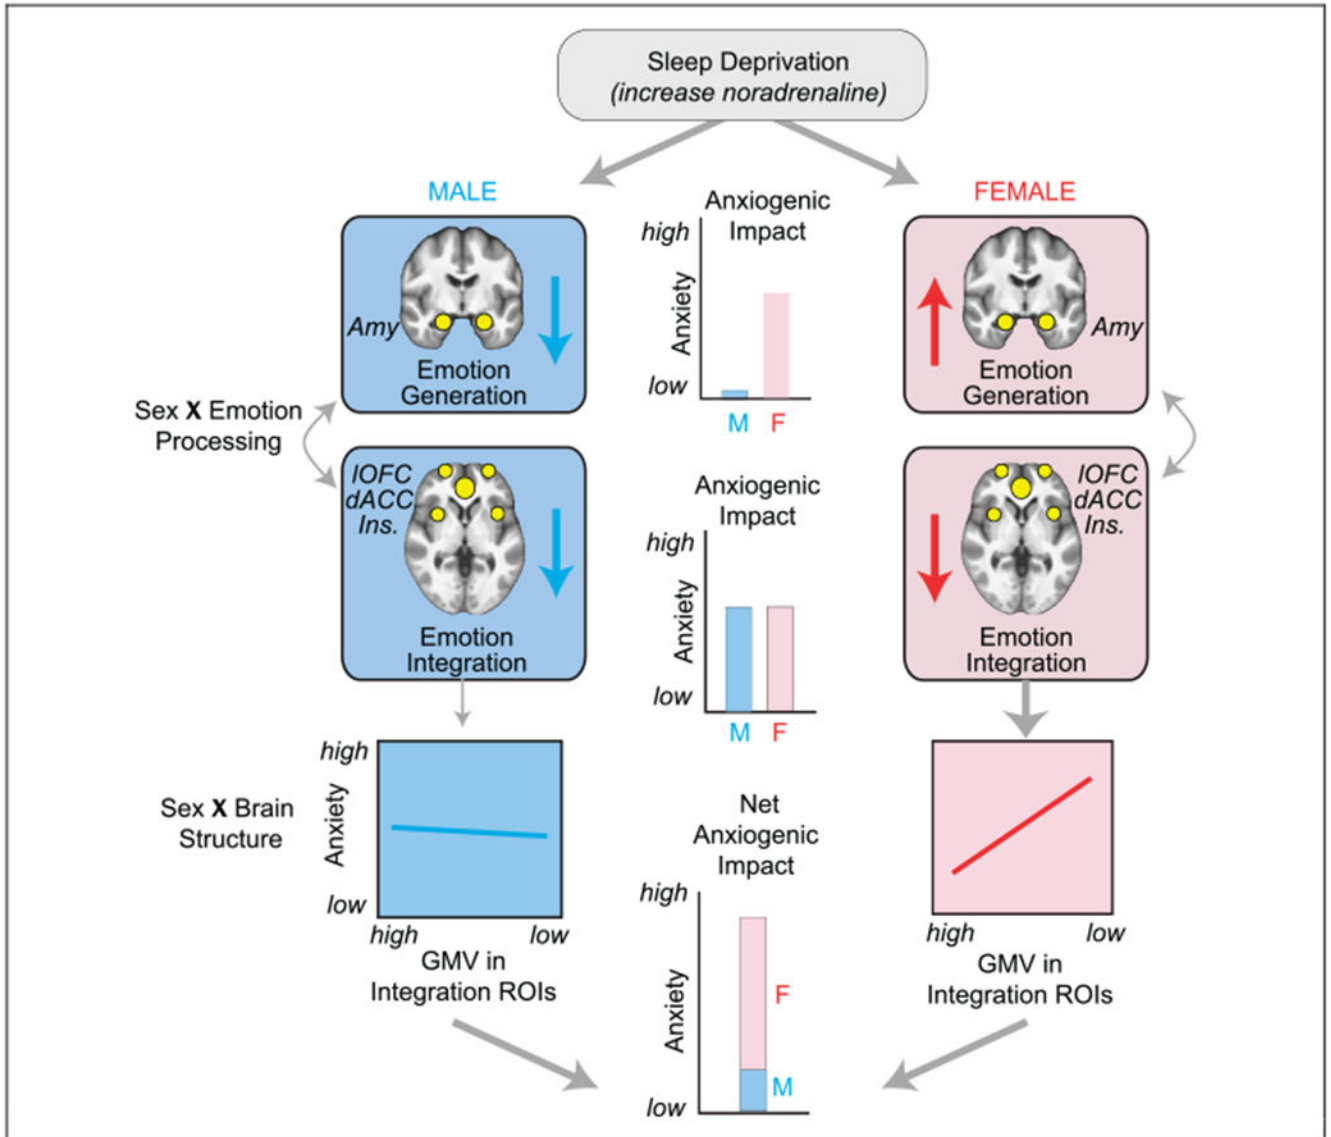 Sleep Deprivation
(increase noradrenaline)
MALE
Amy
Emotion
Generation
Anxiogenic
Impact
high
Anxiety
low
M F
FEMALE
Amy
Emotion
Generation
Sex X Emotion
Processing
lOFC
dACC
Ins.
Emotion
Integration
Anxiogenic
Impact
high
Anxiety
low
M F
lOFC
dACC
Ins.
Emotion
Integration
Sex X Brain
Structure
high
Anxiety
low
high low
GMV in
Integration ROIs
Net
Anxiogenic
Impact
high
Anxiety
low
F
M
high low
GMV in
Integration ROIs